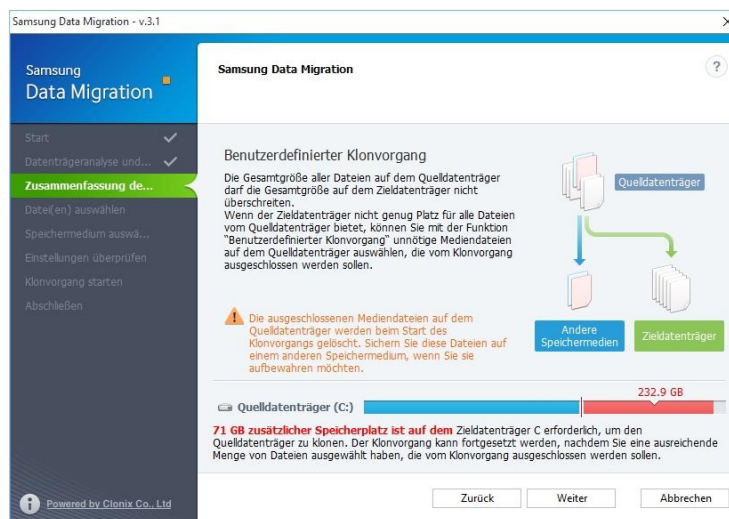 Samsung Data Migration - v.3.1
Samsung
Data Migration
Samsung Data Migration
?
Start
Datenträgeranalyse und...
Zusammenfassung de...
Datei(en) auswählen
Speichermedium auswä...
Einstellungen überprüfen
Klonvorgang starten
Abschließen
Benutzerdefinierter Klonvorgang
Die Gesamtgröße aller Dateien auf dem Quelldatenträger
darf die Gesamtgröße auf dem Zieldatenträger nicht
überschreiten.
Wenn der Zieldatenträger nicht genug Platz für alle Dateien
vom Quelldatenträger bietet, können Sie mit der Funktion
"Benutzerdefinierter Klonvorgang" unnötige Mediendateien
auf dem Quelldatenträger auswählen, die vom Klonvorgang
ausgeschlossen werden sollen.
Quelldatenträger
Andere
Speichermedien
Zieldatenträger
Die ausgeschlossenen Mediendateien auf dem
Quelldatenträger werden beim Start des
Klonvorgangs gelöscht. Sichern Sie diese Dateien auf
einem anderen Speichermedium, wenn Sie sie
aufbewahren möchten.
232.9 GB
Quelldatenträger (C:)
71 GB zusätzlicher Speicherplatz ist auf dem Zieldatenträger C erforderlich, um den
Quelldatenträger zu klonen. Der Klonvorgang kann fortgesetzt werden, nachdem Sie eine ausreichende
Menge von Dateien ausgewählt haben, die vom Klonvorgang ausgeschlossen werden sollen.
Powered by Clonix Co., Ltd
Zurück
Weiter
Abbrechen